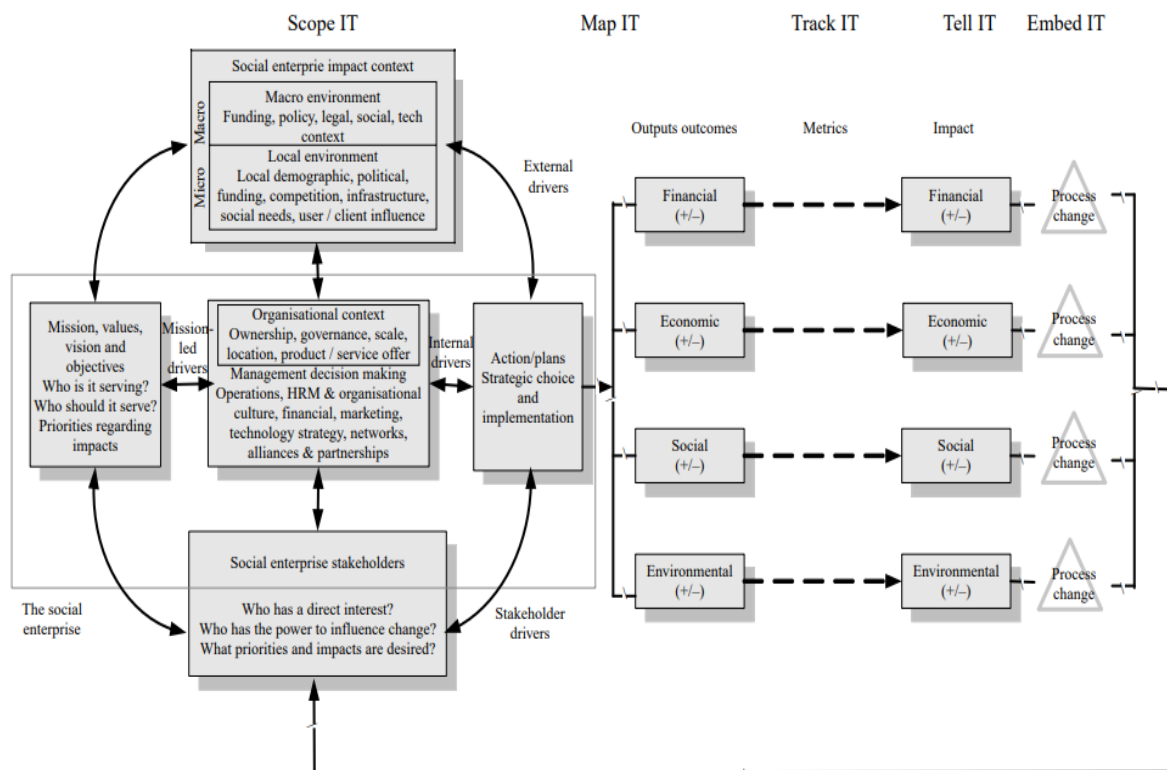 Scope IT
Map IT
Track IT
Tell IT
Embed IT
Social enterprie impact context
Macro
Macro environment
Funding, policy, legal, social, tech
context
Micro
Local environment
Local demographic, political,
funding, competition, infrastructure,
social needs, user / client influence
External
drivers
Mission, values,
vision and
objectives
Who is it serving?
Who should it serve?
Priorities regarding
impacts
Mission-
led
drivers
Organisational context
Ownership, governance, scale,
location, product / service offer
Management decision making
Operations, HRM & organisational
culture, financial, marketing,
technology strategy, networks,
alliances & partnerships
Internal
drivers
Action/plans
Strategic choice
and
implementation
Social enterprise stakeholders
Who has a direct interest?
Who has the power to influence change?
What priorities and impacts are desired?
The social
enterprise
Stakeholder
drivers
Outputs outcomes
Metrics
Impact
Financial
(+/–)
Financial
(+/–)
Process
change
Economic
(+/–)
Economic
(+/–)
Process
change
Social
(+/–)
Social
(+/–)
Process
change
Environmental
(+/–)
Environmental
(+/–)
Process
change